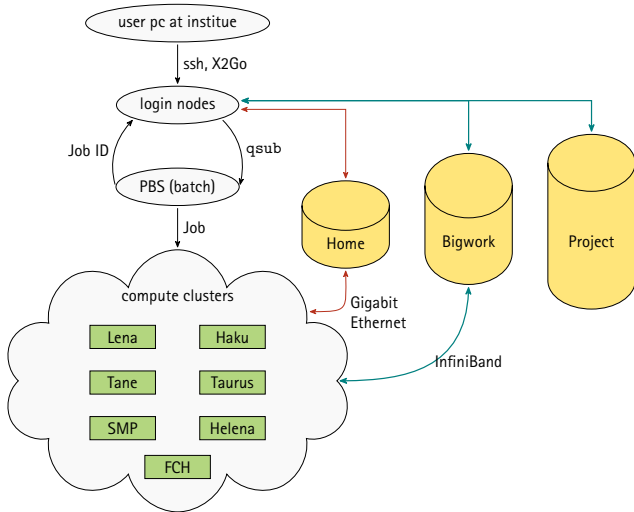 user pc at institue
ssh, X2Go
login nodes
Job ID
qsub
PBS (batch)
Job
Home
Bigwork
Project
compute clusters
Gigabit
Ethernet
Lena
Haku
InfiniBand
Tane
Taurus
SMP
Helena
FCH